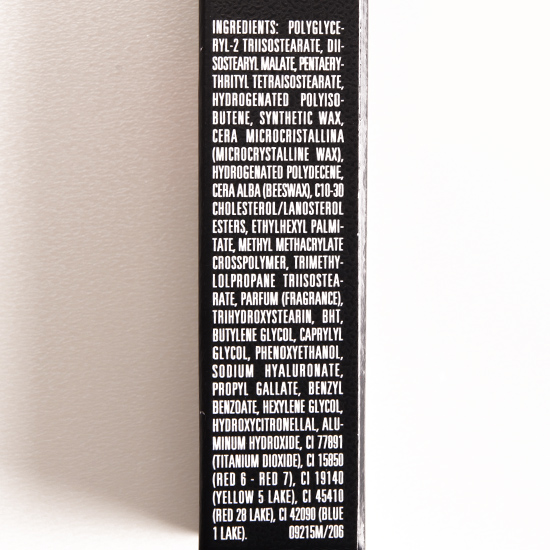 INGREDIENTS: POLYGLYCE-
RYL-2 TRIISOSTEARATE, DII-
SOSTEARYL MALATE, PENTAERY-
THRITYL TETRAISOSTEARATE,
HYDROGENATED POLYISO-
BUTENE, SYNTHETIC WAX,
CERA MICROCRISTALLINA
(MICROCRYSTALLINE WAX),
HYDROGENATED POLYDECENE,
CERA ALBA (BEESWAX), C10-30
CHOLESTEROL/LANOSTEROL
ESTERS, ETHYLHEXYL PALMI-
TATE, METHYL METHACRYLATE
CROSSPOLYMER, TRIMETHY-
LOLPROPANE TRIISOSTEA-
RATE, PARFUM (FRAGRANCE),
TRIHYDROXYSTEARIN, BHT,
BUTYLENE GLYCOL, CAPRYLYL
GLYCOL, PHENOXYETHANOL,
SODIUM HYALURONATE,
PROPYL GALLATE, BENZYL
BENZOATE, HEXYLENE GLYCOL,
HYDROXYCITRONELLAL, ALU-
MINUM HYDROXIDE, CI 77891
(TITANIUM DIOXIDE), CI 15850
(RED 6 - RED 7), CI 19140
(YELLOW 5 LAKE), CI 45410
(RED 28 LAKE), CI 42090 (BLUE
1 LAKE). 09215M/206